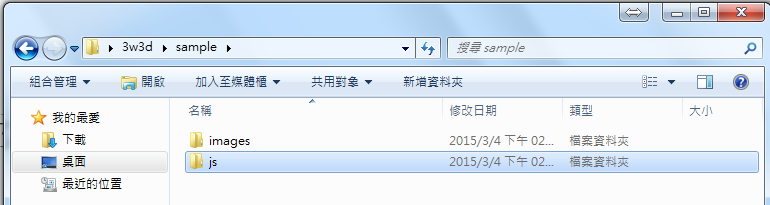 3w3d sample 搜尋 sample
組合管理 開啟 加入至媒體櫃 共用對象 新增資料夾
我的最愛 名稱 修改日期 類型 大小
下載 images 2015/3/4 下午 02... 檔案資料夾
桌面 js 2015/3/4 下午 02... 檔案資料夾
最近的位置